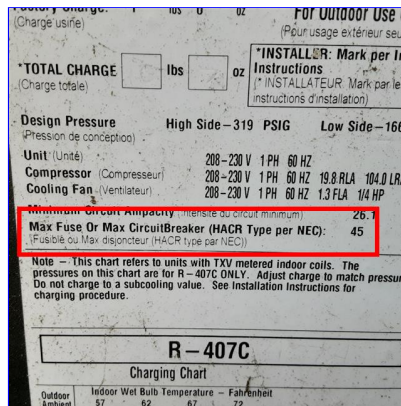 Factory Charge: lbs oz
(Charge usine)
For Outdoor Use
(Pour usage extérieur seu
*INSTALLER: Mark per In
Instructions
(* INSTALLATEUR: Mark par le
instructions d'installation)
*TOTAL CHARGE lbs oz
(Charge totale)
Design Pressure High Side-319 PSIG Low Side-166
(Pression de conception)
Unit (Unité) 208-230 V 1 PH 60 HZ
Compressor (Compresseur) 208-230 V 1 PH 60 HZ 19.8 RLA 104.0 LR
Cooling Fan (Ventilateur) 208-230 V 1 PH 60 HZ 1.3 FLA 1/4 HP
Minimum Circuit Ampacity (Intensité du circuit minimum) 26.1
Max Fuse Or Max CircuitBreaker (HACR Type per NEC): 45
(Fusible ou Max disjoncteur (HACR type par NEC))
Note – This chart refers to units with TXV metered indoor coils. The
pressures on this chart are for R-407C ONLY. Adjust charge to match pressur
Do not charge to a subcooling value. See Installation Instructions for
charging procedure.
R-407C
Charging Chart
Outdoor Indoor Wet Bulb Temperature – Fahrenheit
Ambient 57 62 67 72